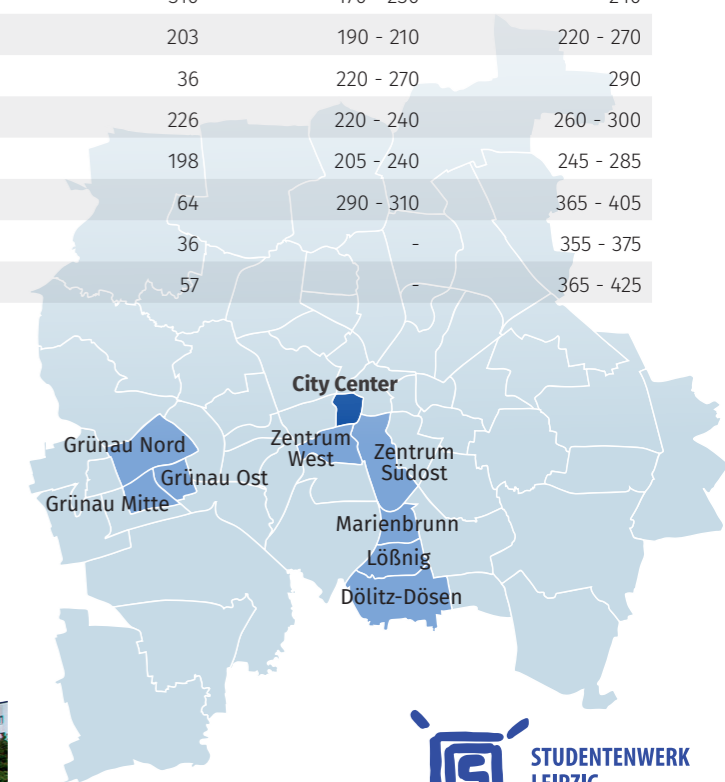 203 190 - 210 220 - 270
36 220 - 270 290
226 220 - 240 260 - 300
198 205 - 240 245 - 285
64 290 - 310 365 - 405
36 - 355 - 375
57 - 365 - 425
City Center
Grünau Nord
Zentrum
West
Zentrum
Südost
Grünau Ost
Grünau Mitte
Marienbrunn
Lößnig
Dölitz-Dösen
STUDENTENWERK
LEIPZIG